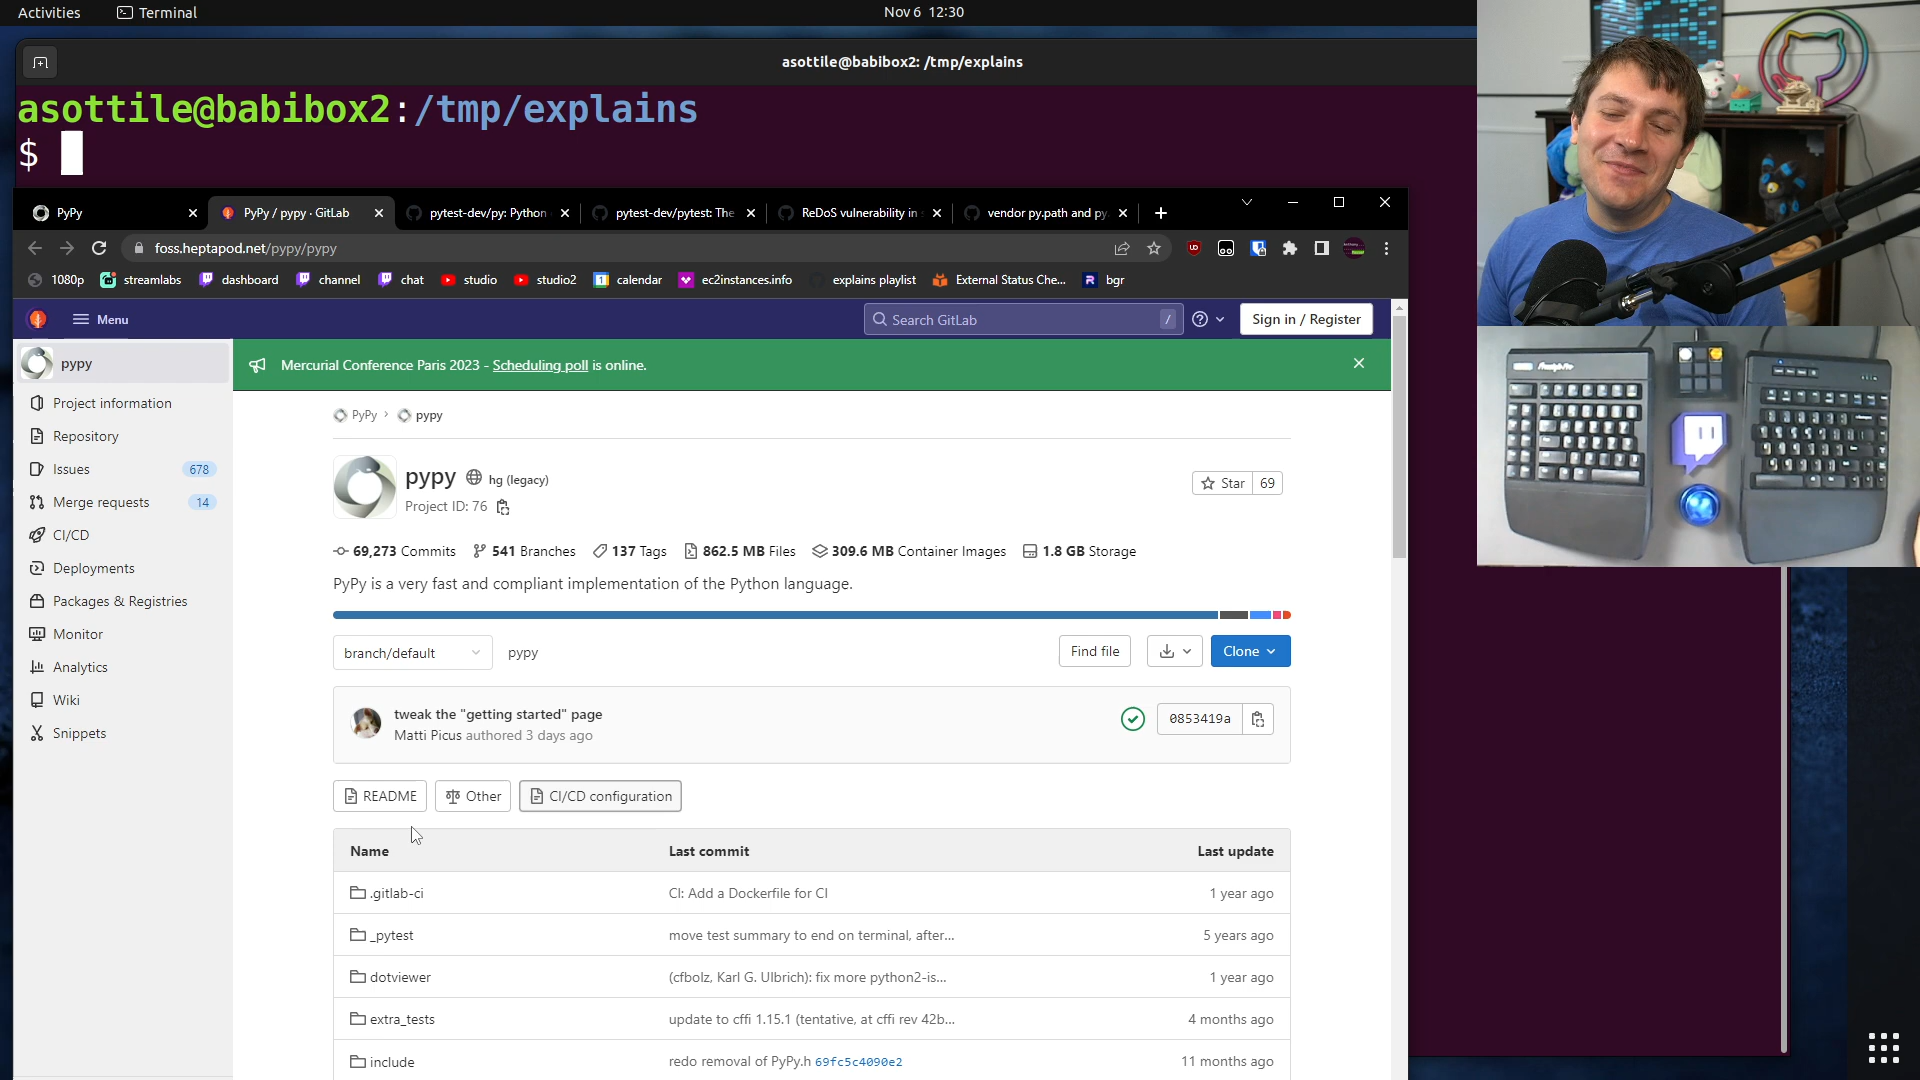 Activities
Terminal
Nov 6 12:30
asottile@babibox2: /tmp/explains
asottile@babibox2:/tmp/explains
$
PyPy
PyPy / pypy · GitLab
pytest-dev/py: Python
pytest-dev/pytest: The
ReDoS vulnerability in
vendor py.path and py.
foss.heptapod.net/pypy/pypy
1080p
streamlabs
dashboard
channel
chat
studio
studio2
calendar
ec2instances.info
explains playlist
External Status Che...
bgr
Menu
Search GitLab
/
Sign in / Register
pypy
Mercurial Conference Paris 2023 - Scheduling poll is online.
Project information
Repository
Issues 678
Merge requests 14
CI/CD
Deployments
Packages & Registries
Monitor
Analytics
Wiki
Snippets
PyPy › pypy
pypy hg (legacy)
Project ID: 76
Star 69
69,273 Commits 541 Branches 137 Tags 862.5 MB Files 309.6 MB Container Images 1.8 GB Storage
PyPy is a very fast and compliant implementation of the Python language.
branch/default pypy
Find file
Clone
tweak the "getting started" page
Matti Picus authored 3 days ago
0853419a
README
Other
CI/CD configuration
Name Last commit Last update
.gitlab-ci CI: Add a Dockerfile for CI 1 year ago
_pytest move test summary to end on terminal, after... 5 years ago
dotviewer (cfbolz, Karl G. Ulbrich): fix more python2-is... 1 year ago
extra_tests update to cffi 1.15.1 (tentative, at cffi rev 42b... 4 months ago
include redo removal of PyPy.h 69fc5c4090e2 11 months ago